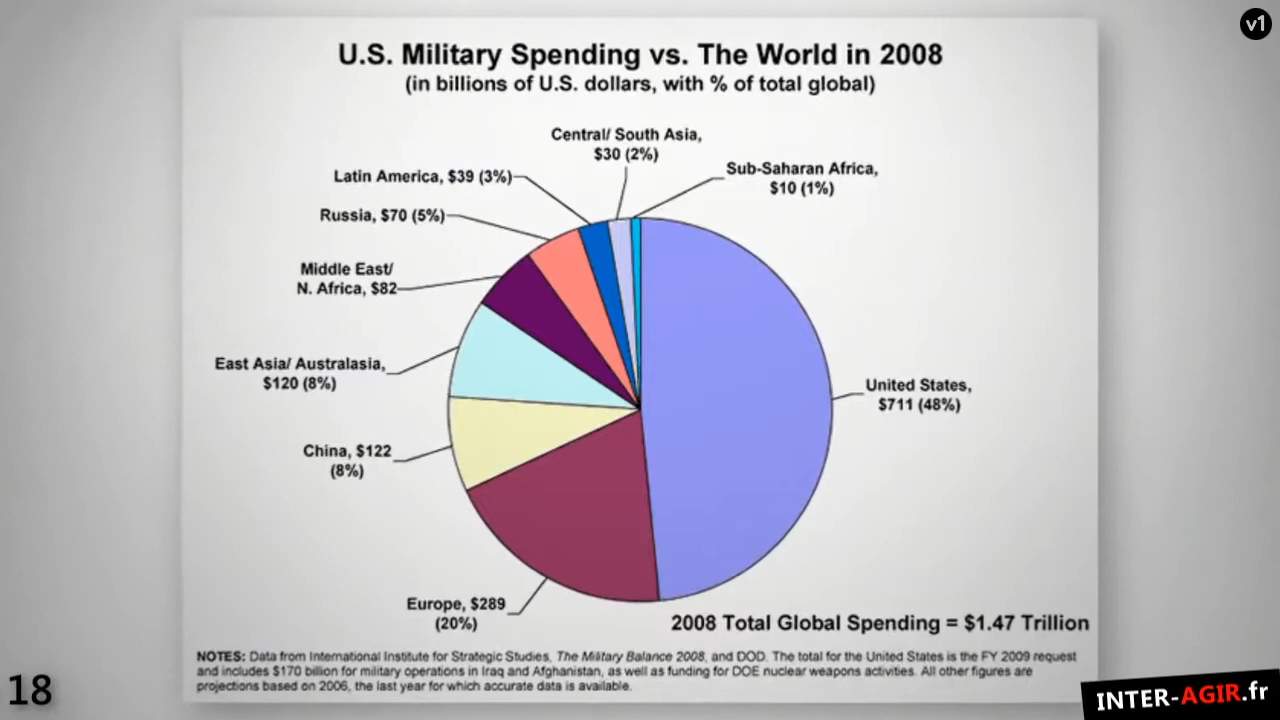 v1
U.S. Military Spending vs. The World in 2008
(in billions of U.S. dollars, with % of total global)
Central/ South Asia,
$30 (2%)
Sub-Saharan Africa,
$10 (1%)
Latin America, $39 (3%)
Russia, $70 (5%)
Middle East/
N. Africa, $82
East Asia/ Australasia,
$120 (8%)
United States,
$711 (48%)
China, $122
(8%)
Europe, $289
(20%)
2008 Total Global Spending = $1.47 Trillion
NOTES: Data from International Institute for Strategic Studies, The Military Balance 2008, and DOD. The total for the United States is the FY 2009 request
and includes $170 billion for military operations in Iraq and Afghanistan, as well as funding for DOE nuclear weapons activities. All other figures are
projections based on 2006, the last year for which accurate data is available.
18
INTER-AGIR.fr